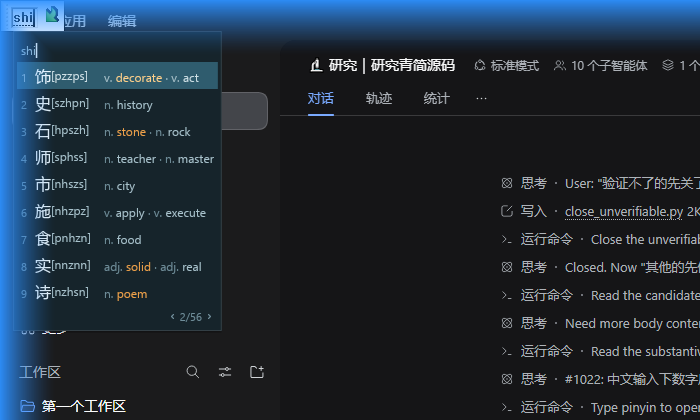 shi 应用 编辑
shi
1 饰[pzzps] v. decorate · v. act
2 史[szhpn] n. history
3 石[hpszh] n. stone · n. rock
4 师[sphss] n. teacher · n. master
5 市[nhszs] n. city
6 施[nhzpz] v. apply · v. execute
7 食[pnhzn] n. food
8 实[nnznn] adj. solid · adj. real
9 诗[nzhsn] n. poem
‹ 2/56 ›
工作区
第一个工作区
研究 | 研究青简源码 标准模式 10 个子智能体 1 个
对话 轨迹 统计 ···
思考 · User: "验证不了的先关了
写入 · close_unverifiable.py 2K
运行命令 · Close the unverifiab
思考 · Closed. Now "其他的先
运行命令 · Read the candidate
思考 · Need more body conte
运行命令 · Read the substantiv
思考 · #1022: 中文输入下数字
运行命令 · Type pinyin to open